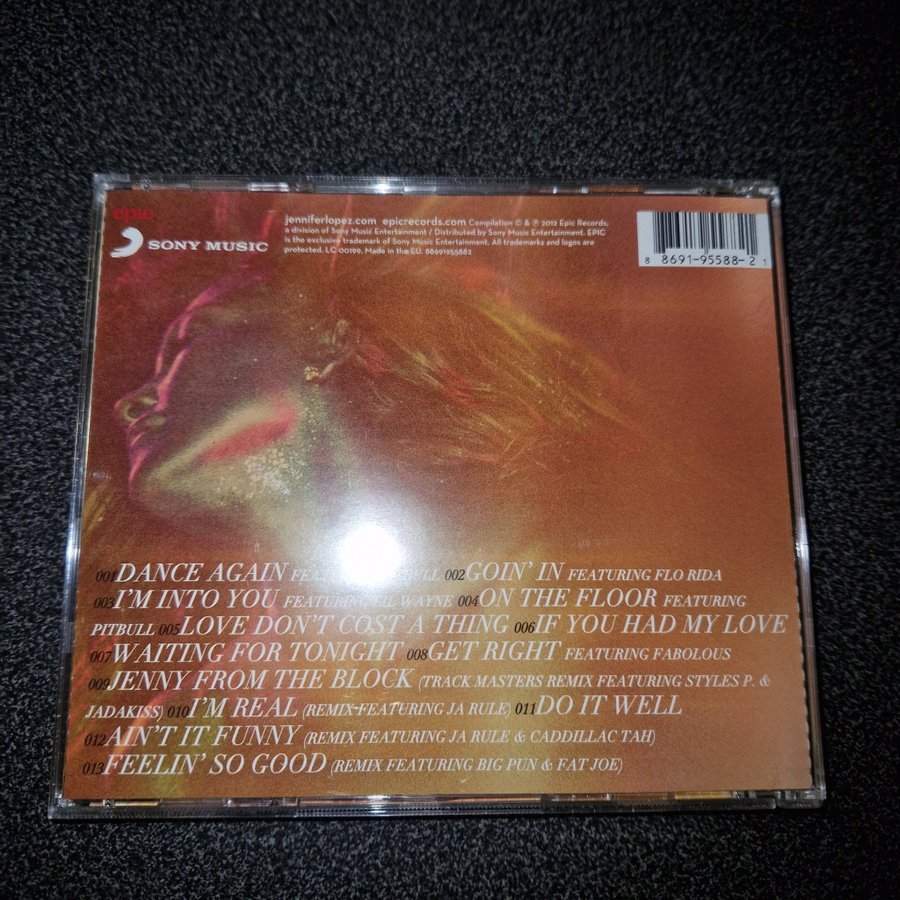 epic
SONY MUSIC
jenniferlopez.com epicrecords.com Compilation © & ℗ 2012 Epic Records,
a division of Sony Music Entertainment / Distributed by Sony Music Entertainment. EPIC
is the exclusive trademark of Sony Music Entertainment. All trademarks and logos are
protected. LC 00199. Made in the EU. 88691955882
8 8691-95588-2 1
001 DANCE AGAIN 002 GOIN' IN FEATURING FLO RIDA
003 I'M INTO YOU FEATURING LIL WAYNE 004 ON THE FLOOR FEATURING
PITBULL 005 LOVE DON'T COST A THING 006 IF YOU HAD MY LOVE
007 WAITING FOR TONIGHT 008 GET RIGHT FEATURING FABOLOUS
009 JENNY FROM THE BLOCK (TRACK MASTERS REMIX FEATURING STYLES P. &
JADAKISS) 010 I'M REAL (REMIX FEATURING JA RULE) 011 DO IT WELL
012 AIN'T IT FUNNY (REMIX FEATURING JA RULE & CADDILLAC TAH)
013 FEELIN' SO GOOD (REMIX FEATURING BIG PUN & FAT JOE)